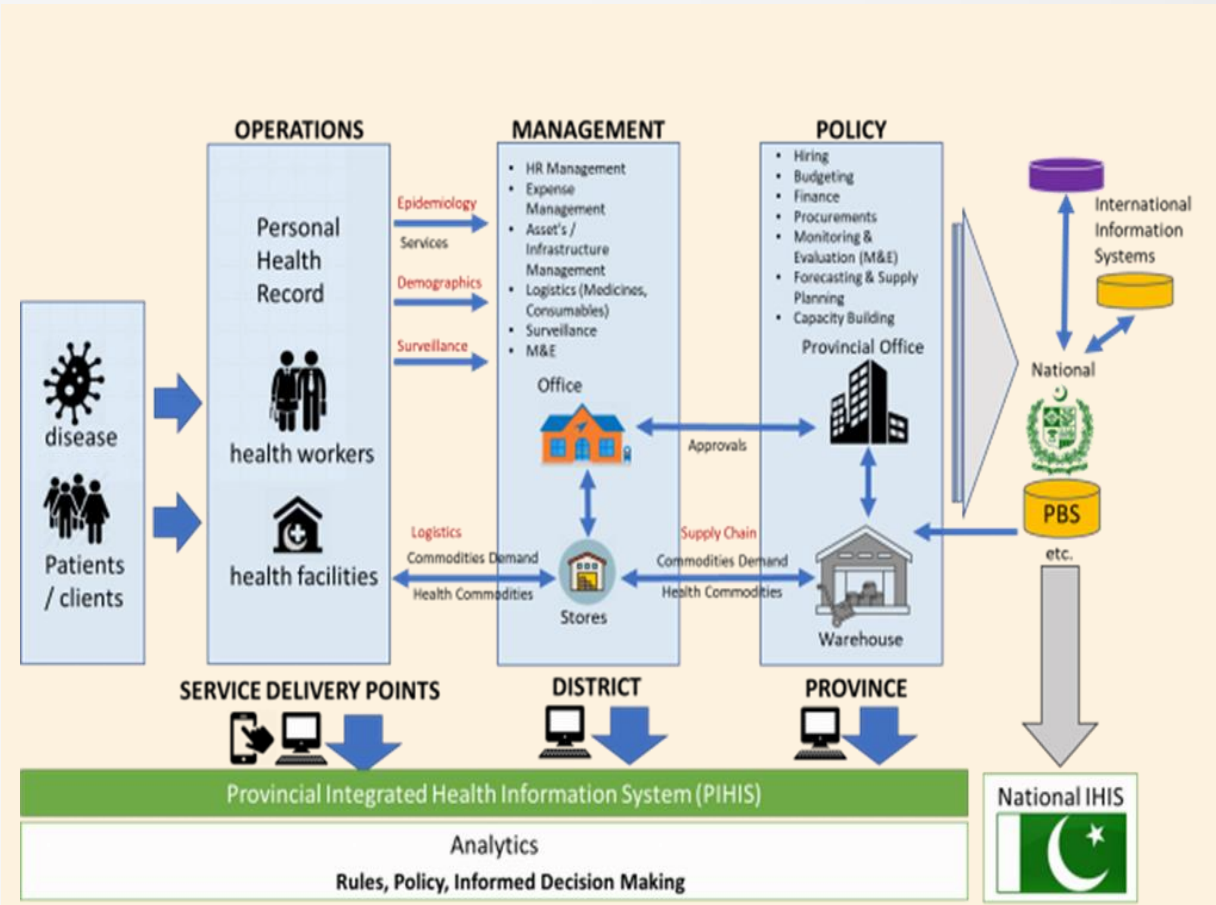 OPERATIONS
MANAGEMENT
POLICY
disease
Patients
/ clients
Personal
Health
Record
health workers
health facilities
Epidemiology
Services
Demographics
Surveillance
Logistics
Commodities Demand
Health Commodities
• HR Management
• Expense
Management
• Asset's /
Infrastructure
Management
• Logistics (Medicines,
Consumables)
• Surveillance
• M&E
Office
Stores
Approvals
Supply Chain
Commodities Demand
Health Commodities
• Hiring
• Budgeting
• Finance
• Procurements
• Monitoring &
Evaluation (M&E)
• Forecasting & Supply
Planning
• Capacity Building
Provincial Office
Warehouse
International
Information
Systems
National
PBS
etc.
SERVICE DELIVERY POINTS
DISTRICT
PROVINCE
Provincial Integrated Health Information System (PIHIS)
Analytics
Rules, Policy, Informed Decision Making
National IHIS